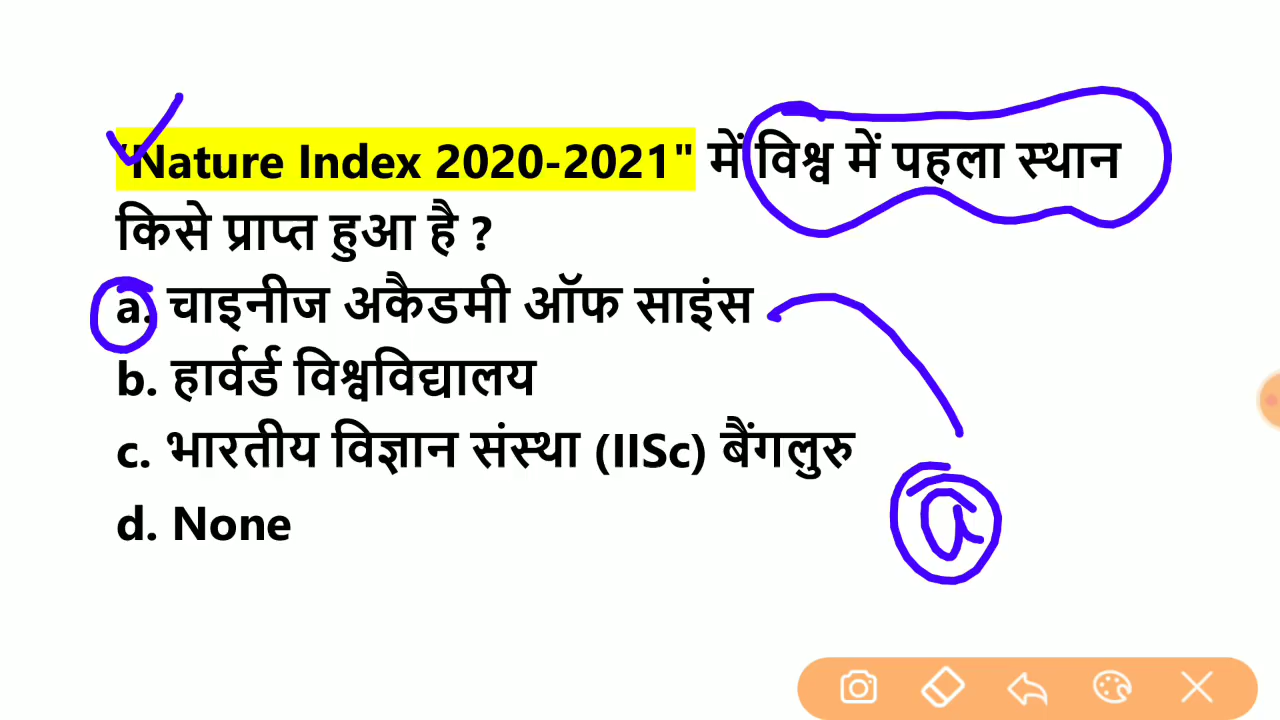 "Nature Index 2020-2021" में विश्व में पहला स्थान
किसे प्राप्त हुआ है ?
a. चाइनीज अकैडमी ऑफ साइंस
b. हार्वर्ड विश्वविद्यालय
c. भारतीय विज्ञान संस्था (IISc) बैंगलुरु
d. None
a